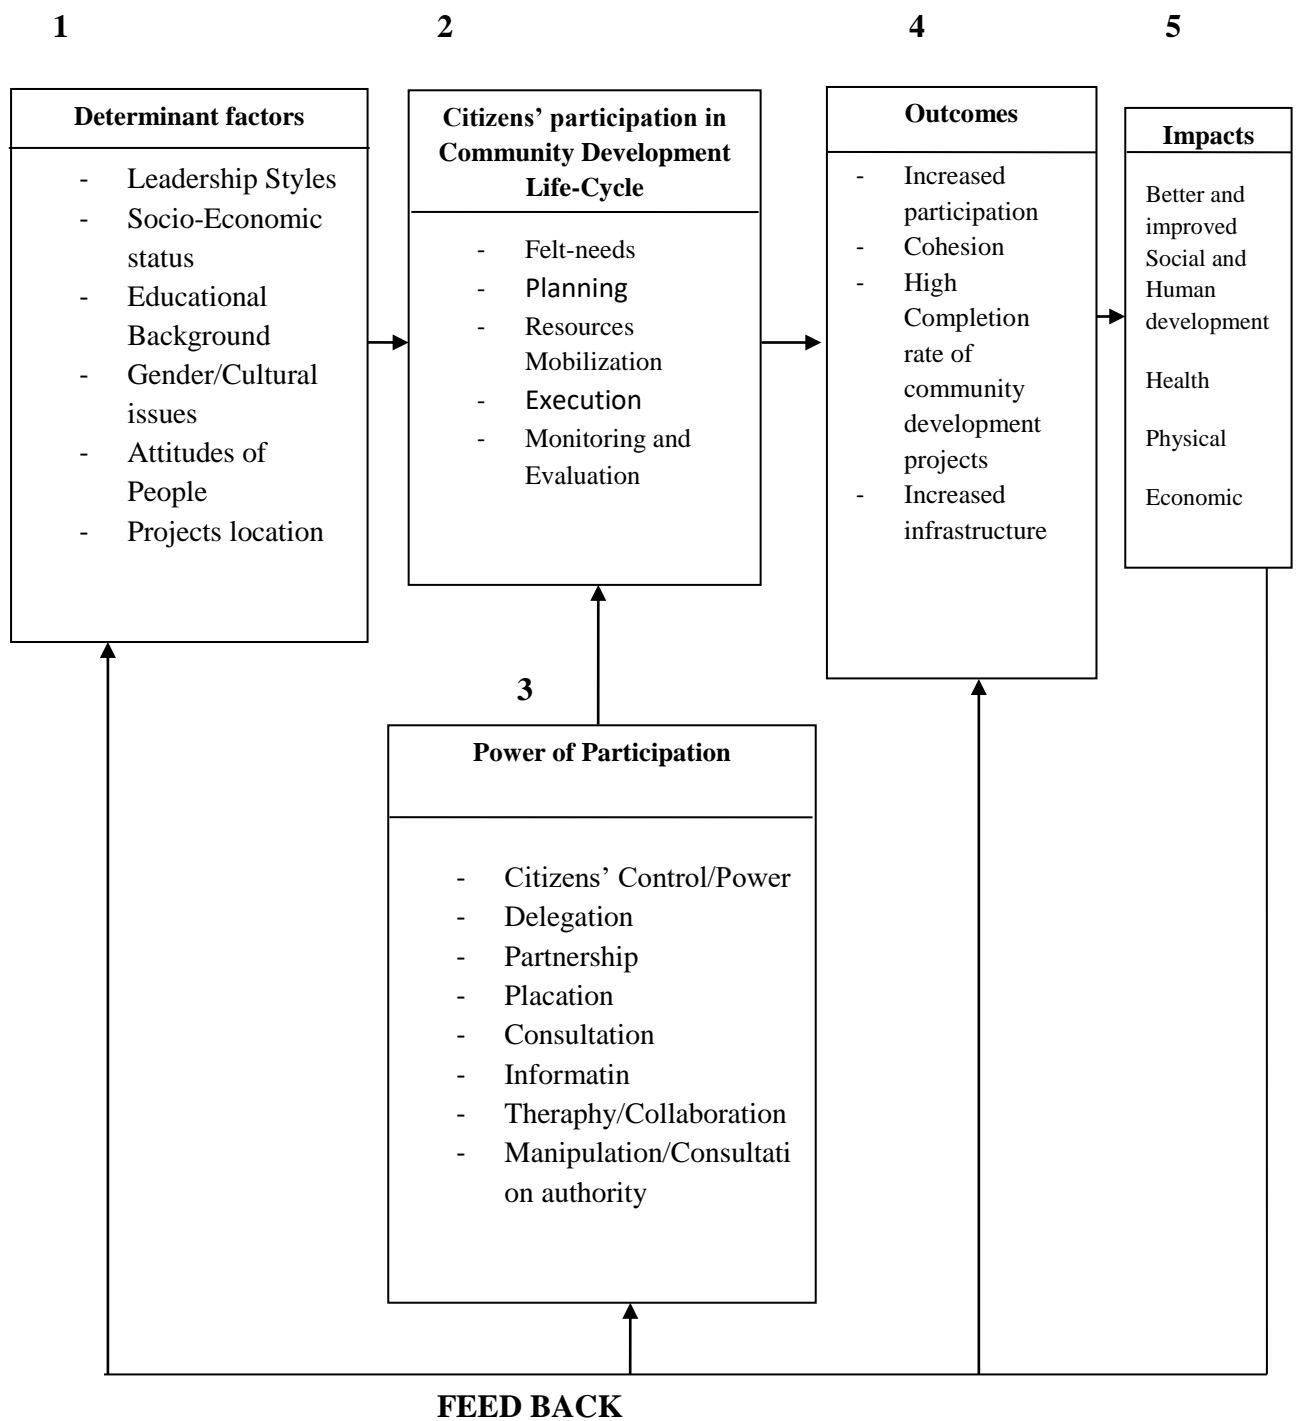 1
2
4
5
Determinant factors
- Leadership Styles
- Socio-Economic
status
- Educational
Background
- Gender/Cultural
issues
- Attitudes of
People
- Projects location
Citizens’ participation in
Community Development
Life-Cycle
- Felt-needs
- Planning
- Resources
Mobilization
- Execution
- Monitoring and
Evaluation
Outcomes
- Increased
participation
- Cohesion
- High
Completion
rate of
community
development
projects
- Increased
infrastructure
Impacts
Better and
improved
Social and
Human
development
Health
Physical
Economic
3
Power of Participation
- Citizens’ Control/Power
- Delegation
- Partnership
- Placation
- Consultation
- Informatin
- Theraphy/Collaboration
- Manipulation/Consultati
on authority
FEED BACK